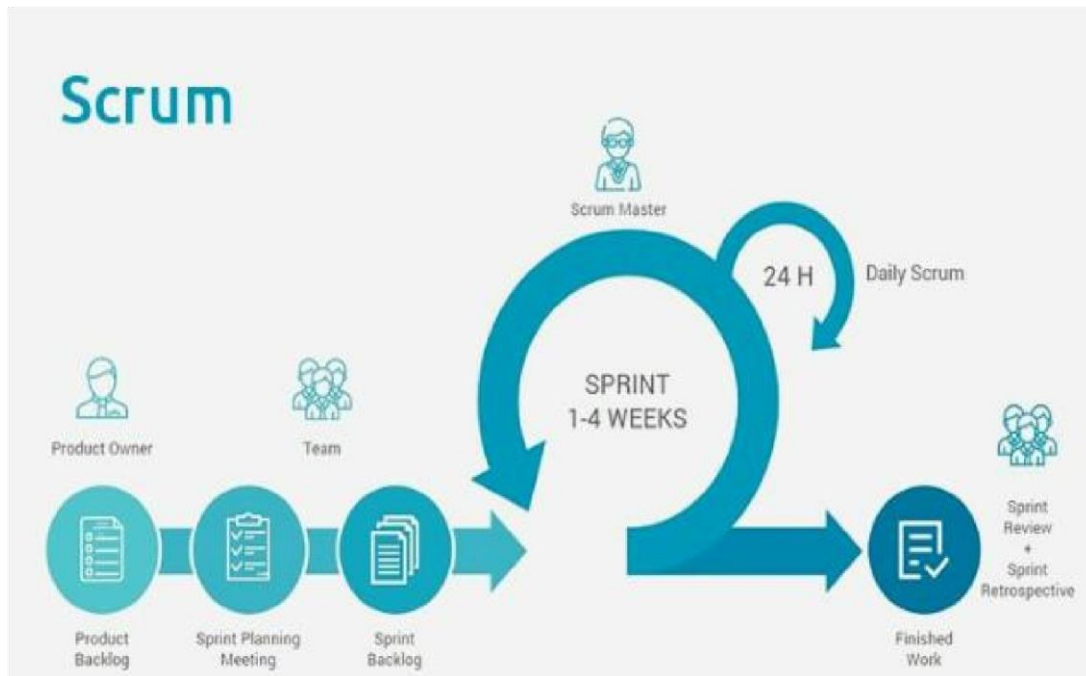 Scrum
Scrum Master
24 H
Daily Scrum
SPRINT
1-4 WEEKS
Product Owner
Team
Sprint
Review
+
Sprint
Retrospective
Product
Backlog
Sprint Planning
Meeting
Sprint
Backlog
Finished
Work